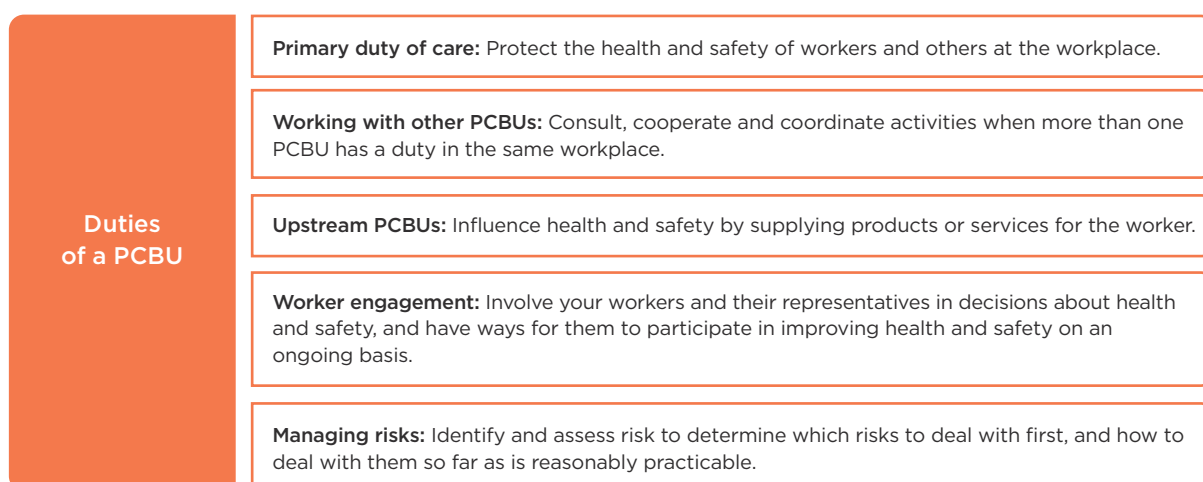 Duties
of a PCBU
Primary duty of care: Protect the health and safety of workers and others at the workplace.
Working with other PCBUs: Consult, cooperate and coordinate activities when more than one
PCBU has a duty in the same workplace.
Upstream PCBUs: Influence health and safety by supplying products or services for the worker.
Worker engagement: Involve your workers and their representatives in decisions about health
and safety, and have ways for them to participate in improving health and safety on an
ongoing basis.
Managing risks: Identify and assess risk to determine which risks to deal with first, and how to
deal with them so far as is reasonably practicable.